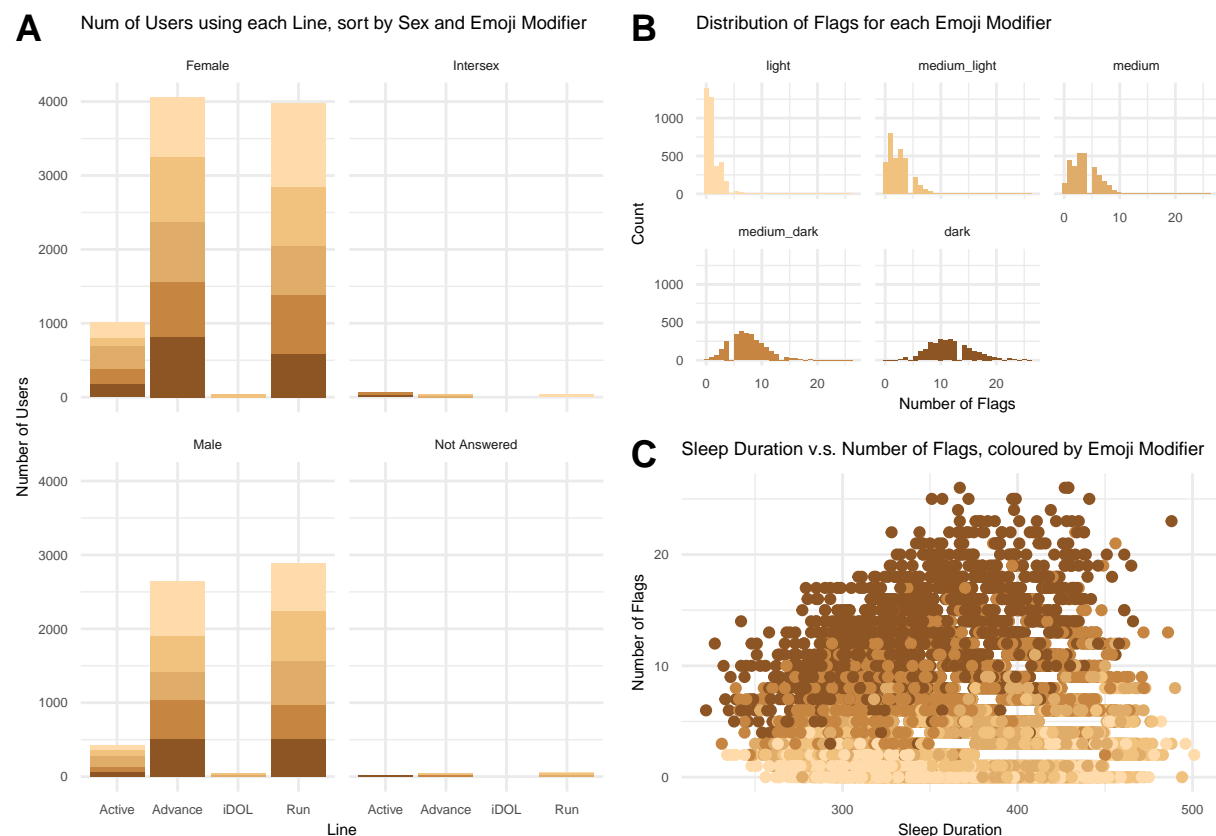 A
Num of Users using each Line, sort by Sex and Emoji Modifier
Female
Intersex
4000
3000
2000
1000
0
Male
Not Answered
4000
3000
2000
1000
0
Number of Users
Active Advance iDOL Run
Active Advance iDOL Run
Line
B
Distribution of Flags for each Emoji Modifier
light
medium_light
medium
1000
500
0
0 10 20
Count
medium_dark
dark
1000
500
0
0 10 20
0 10 20
Number of Flags
C
Sleep Duration v.s. Number of Flags, coloured by Emoji Modifier
20
10
0
Number of Flags
300 400 500
Sleep Duration